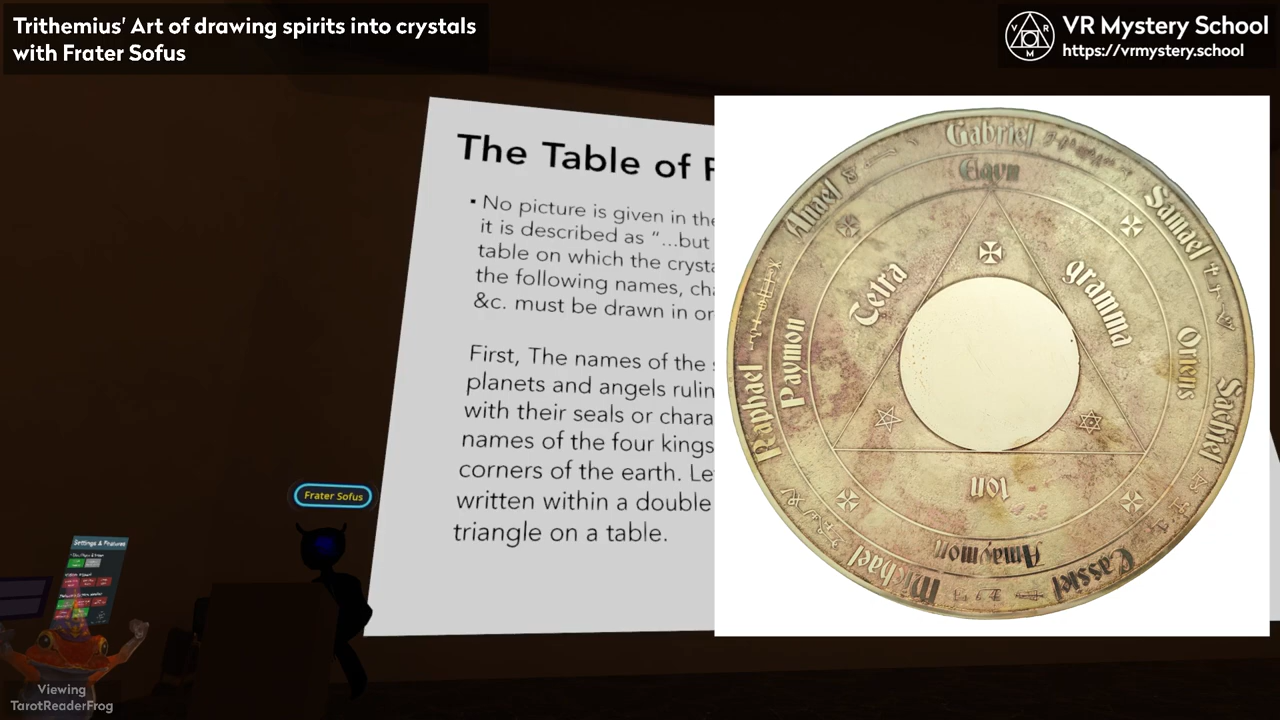 Trithemius' Art of drawing spirits into crystals
with Frater Sofus
VR Mystery School
https://vrmystery.school
V R
M
The Table of
▪ No picture is given in the
it is described as “...but
table on which the crysta
the following names, cha
&c. must be drawn in or
First, The names of the s
planets and angels rulin
with their seals or chara
names of the four kings
corners of the earth. Le
written within a double
triangle on a table.
Gabriel
Samael
Sachiel
Cassiel
Michael
Raphael
Anael
Egyn
Oriens
Amaymon
Paymon
Tetra
gramma
ton
Frater Sofus
Settings & Features
Viewing
TarotReaderFrog